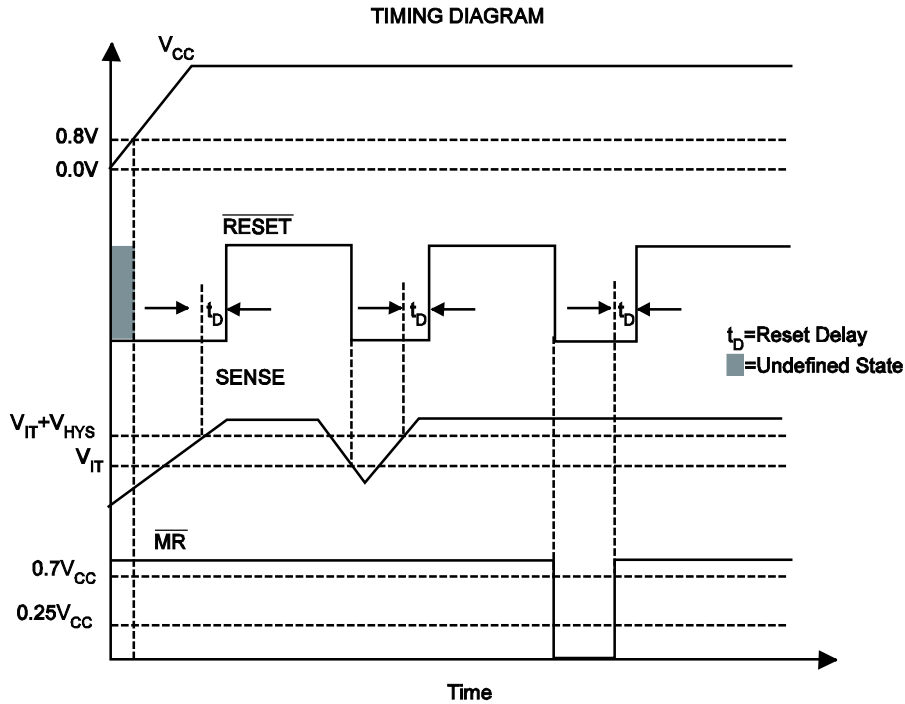 TIMING DIAGRAM
VCC
0.8V
0.0V
RESET
tD
tD
tD
tD=Reset Delay
=Undefined State
SENSE
VIT+VHYS
VIT
MR
0.7VCC
0.25VCC
Time